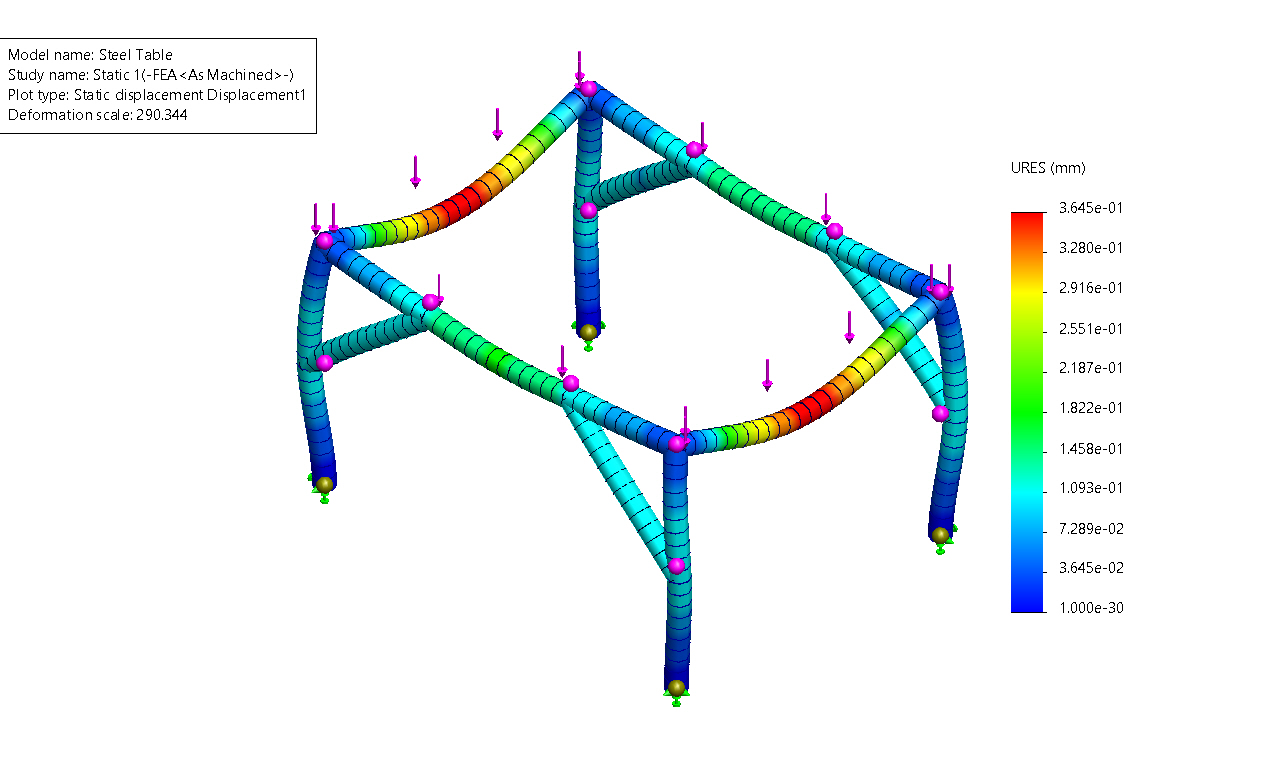 Model name: Steel Table
Study name: Static 1(-FEA<As Machined>-)
Plot type: Static displacement Displacement1
Deformation scale: 290.344
URES (mm)
3.645e-01
3.280e-01
2.916e-01
2.551e-01
2.187e-01
1.822e-01
1.458e-01
1.093e-01
7.289e-02
3.645e-02
1.000e-30